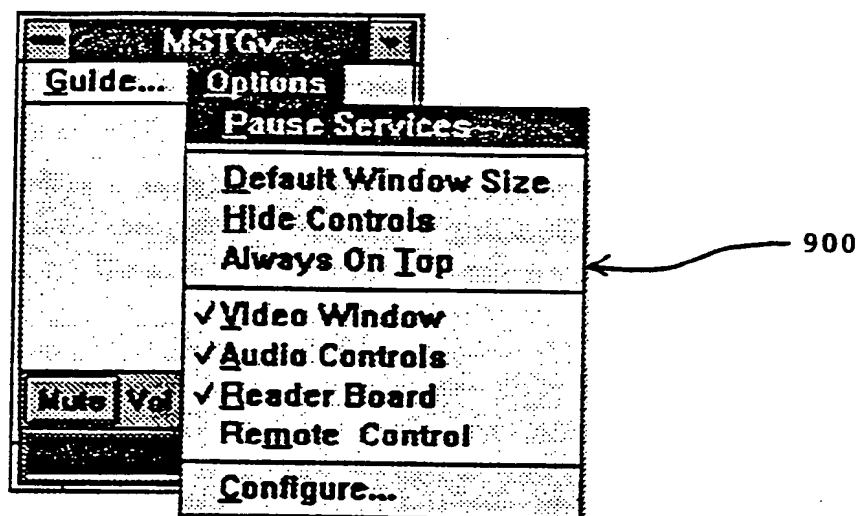 MSTGv
Guide... Options
Pause Services
Default Window Size
Hide Controls
Always On Top
900
✓Video Window
✓Audio Controls
Mute Vol ✓Reader Board
Remote Control
Configure...